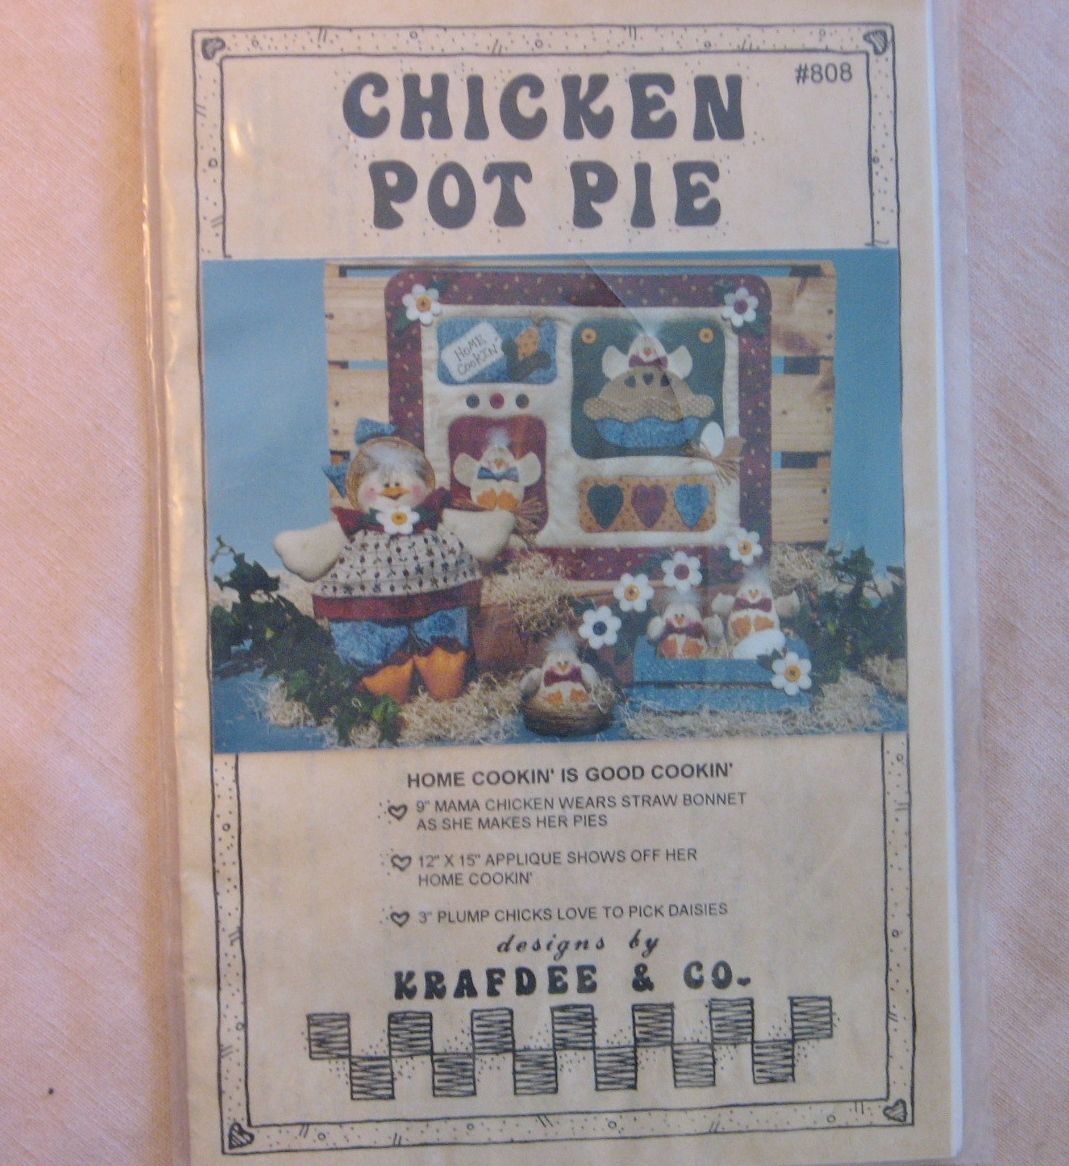 #808
CHICKEN
POT PIE
HOME
COOKIN'
HOME COOKIN' IS GOOD COOKIN'
9" MAMA CHICKEN WEARS STRAW BONNET
AS SHE MAKES HER PIES
12" X 15" APPLIQUE SHOWS OFF HER
HOME COOKIN'
3" PLUMP CHICKS LOVE TO PICK DAISIES
designs by
KRAFDEE & CO.